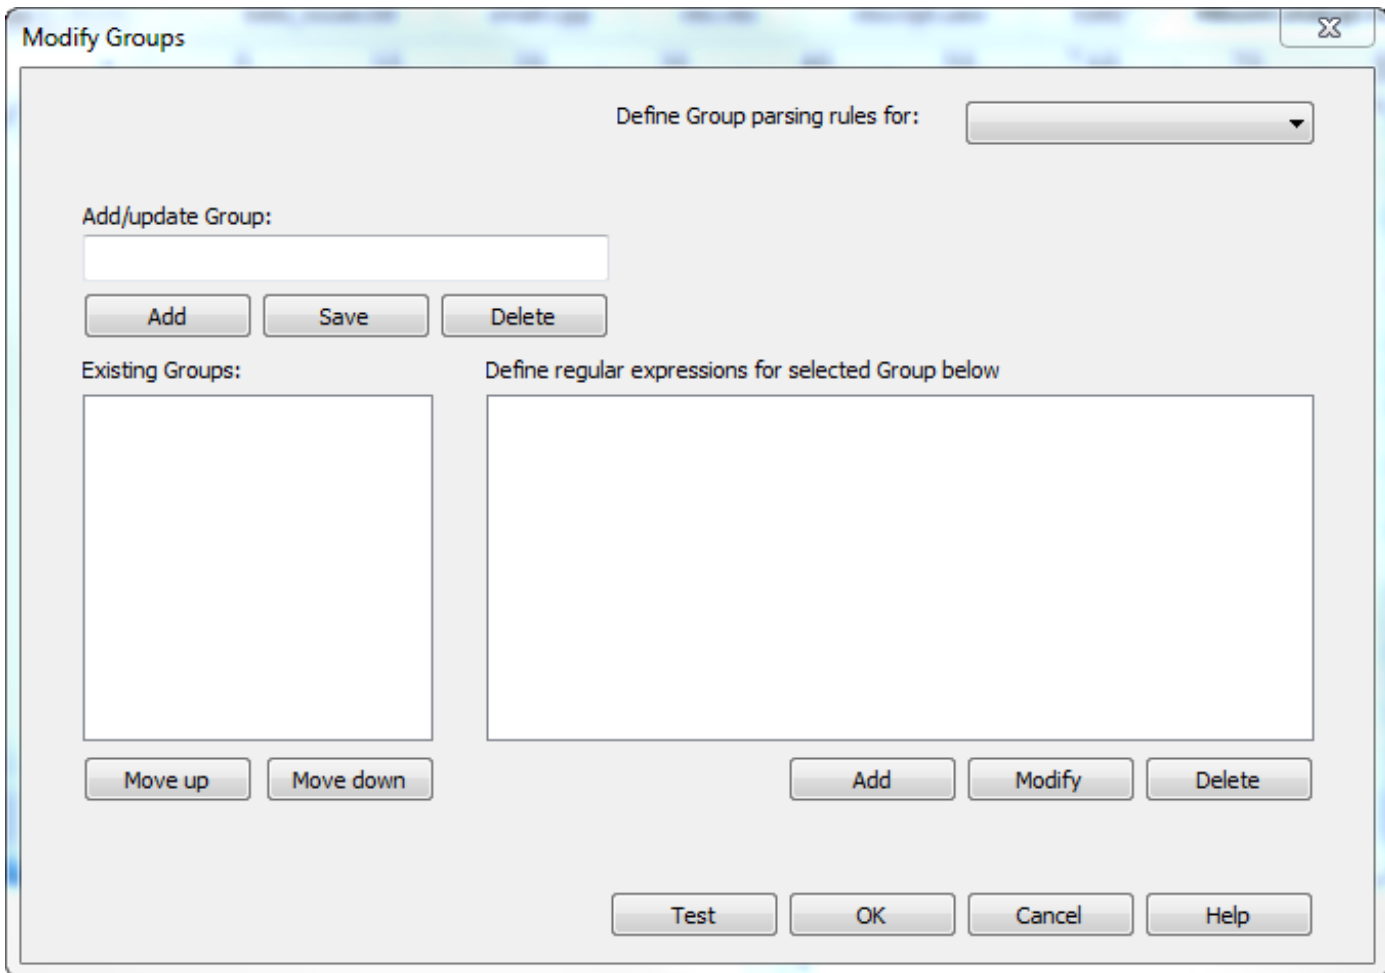 Modify Groups
Define Group parsing rules for:
Add/update Group:
Add Save Delete
Existing Groups: Define regular expressions for selected Group below
Move up Move down Add Modify Delete
Test OK Cancel Help